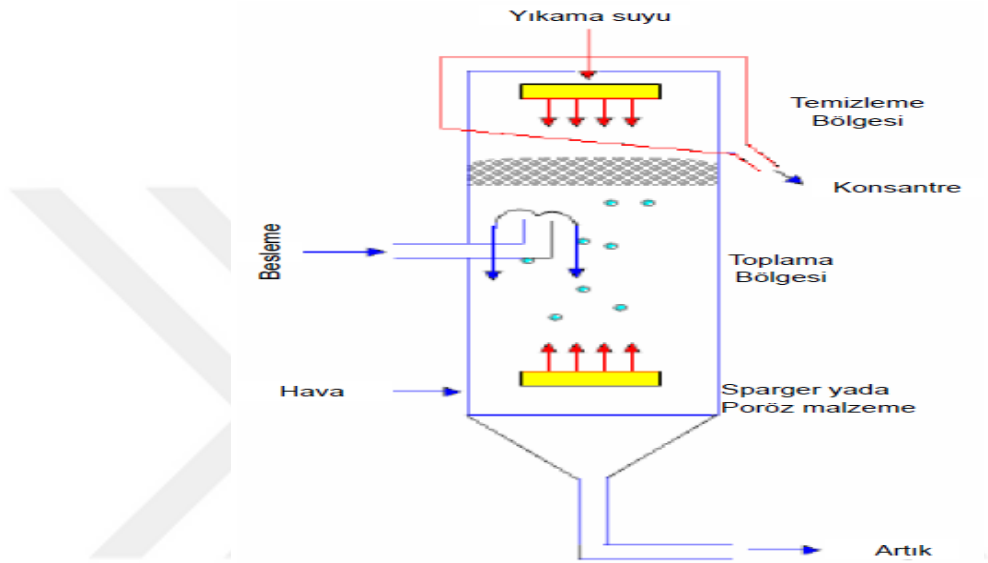 Yıkama suyu
Temizleme
Bölgesi
Konsantre
Besleme
Toplama
Bölgesi
Hava
Sparger yada
Poröz malzeme
Artık